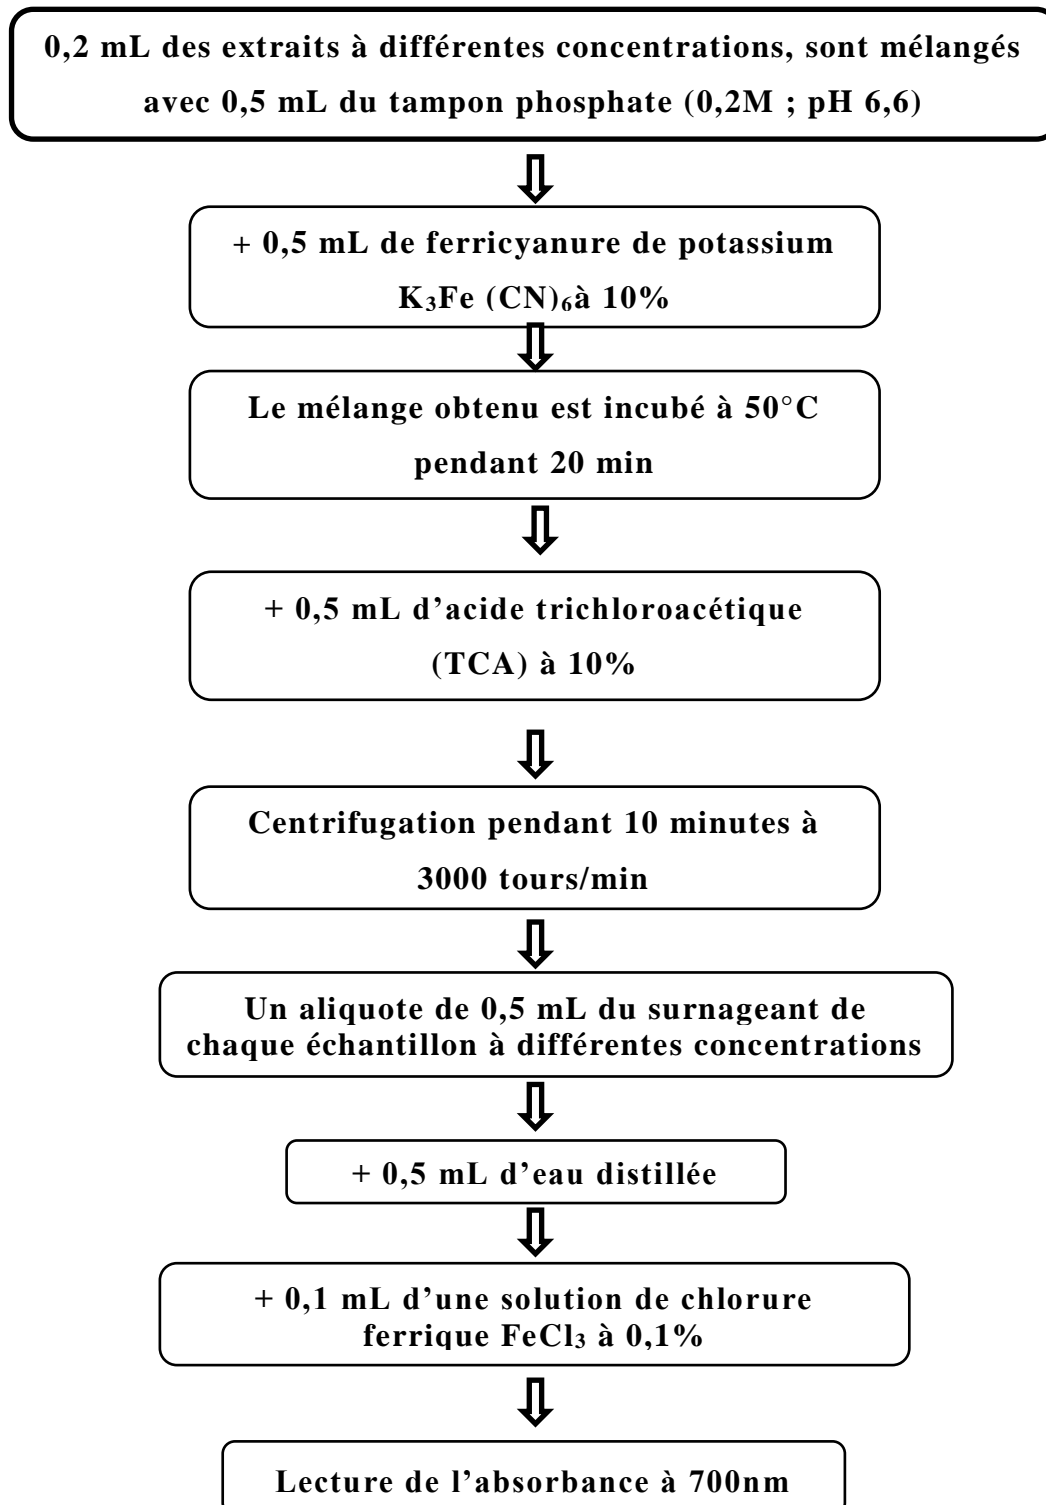 0,2 mL des extraits à différentes concentrations, sont mélangés
avec 0,5 mL du tampon phosphate (0,2M ; pH 6,6)
+ 0,5 mL de ferricyanure de potassium
K₃Fe (CN)₆à 10%
Le mélange obtenu est incubé à 50°C
pendant 20 min
+ 0,5 mL d’acide trichloroacétique
(TCA) à 10%
Centrifugation pendant 10 minutes à
3000 tours/min
Un aliquote de 0,5 mL du surnageant de
chaque échantillon à différentes concentrations
+ 0,5 mL d’eau distillée
+ 0,1 mL d’une solution de chlorure
ferrique FeCl₃ à 0,1%
Lecture de l’absorbance à 700nm